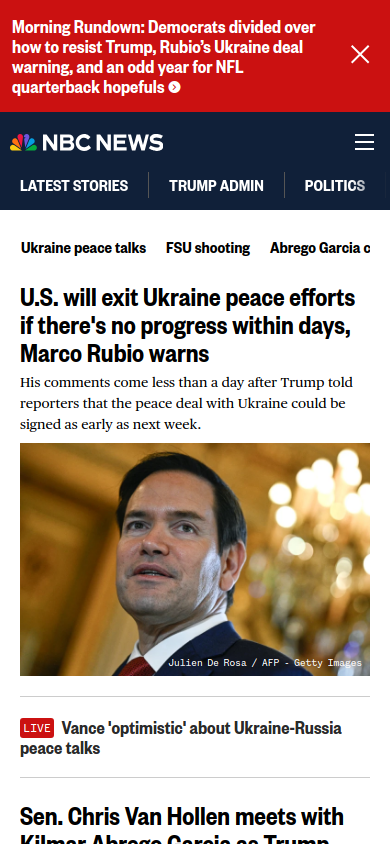 Morning Rundown: Democrats divided over
how to resist Trump, Rubio’s Ukraine deal
warning, and an odd year for NFL
quarterback hopefuls
NBC NEWS
LATEST STORIES TRUMP ADMIN POLITICS
Ukraine peace talks FSU shooting Abrego Garcia c
U.S. will exit Ukraine peace efforts
if there's no progress within days,
Marco Rubio warns
His comments come less than a day after Trump told
reporters that the peace deal with Ukraine could be
signed as early as next week.
Julien De Rosa / AFP - Getty Images
LIVE Vance 'optimistic' about Ukraine-Russia
peace talks
Sen. Chris Van Hollen meets with
Kilmar Abrego Garcia as Trump